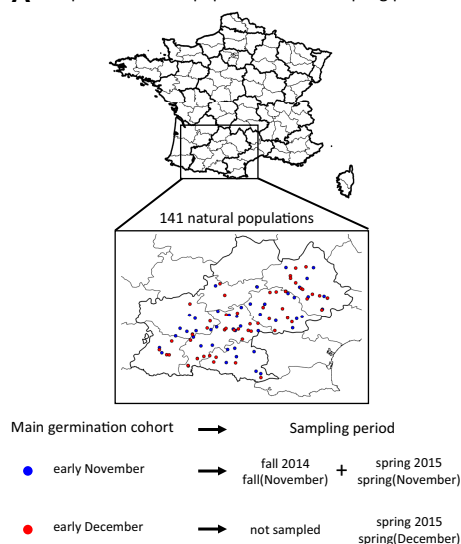 141 natural populations
Main germination cohort → Sampling period
early November → fall 2014 + spring 2015
fall(November) spring(November)
early December → not sampled spring 2015
spring(December)